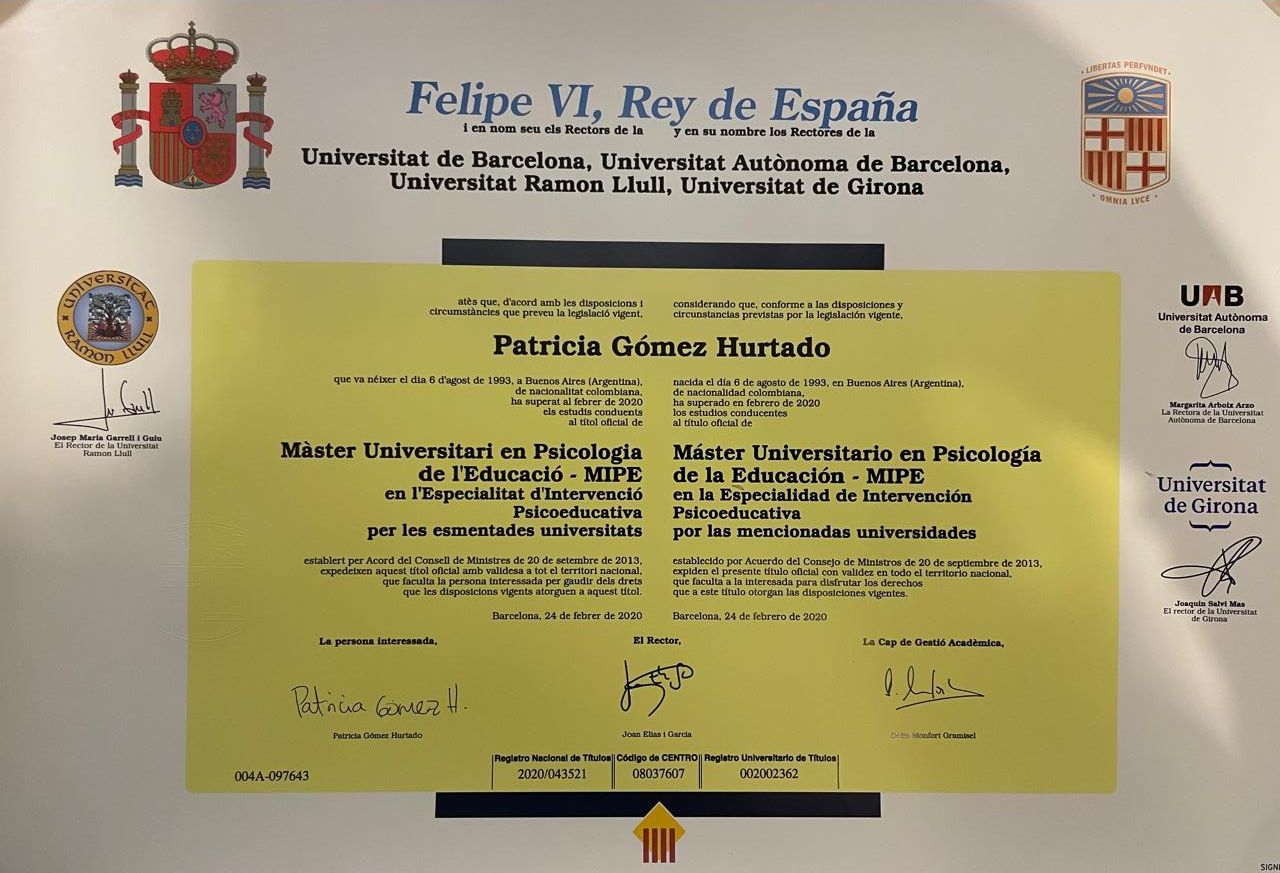 Felipe VI, Rey de España
i en nom seu els Rectors de la y en su nombre los Rectores de la
Universitat de Barcelona, Universitat Autònoma de Barcelona,
Universitat Ramon Llull, Universitat de Girona
LIBERTAS PERFVNDET
OMNIA LVCE
UNIVERSITAT
RAMON LLULL
Josep Maria Garrell i Guiu
El Rector de la Universitat
Ramon Llull
atès que, d'acord amb les disposicions i
circumstàncies que preveu la legislació vigent,
considerando que, conforme a las disposiciones y
circunstancias previstas por la legislación vigente,
Patricia Gómez Hurtado
que va néixer el dia 6 d'agost de 1993, a Buenos Aires (Argentina),
de nacionalitat colombiana,
ha superat al febrer de 2020
els estudis conduents
al títol oficial de
nacida el día 6 de agosto de 1993, en Buenos Aires (Argentina),
de nacionalidad colombiana,
ha superado en febrero de 2020
los estudios conducentes
al título oficial de
Màster Universitari en Psicologia
de l'Educació - MIPE
en l'Especialitat d'Intervenció
Psicoeducativa
per les esmentades universitats
Máster Universitario en Psicología
de la Educación - MIPE
en la Especialidad de Intervención
Psicoeducativa
por las mencionadas universidades
establert per Acord del Consell de Ministres de 20 de setembre de 2013,
expedeixen aquest títol oficial amb validesa a tot el territori nacional,
que faculta la persona interessada per gaudir dels drets
que les disposicions vigents atorguen a aquest títol.
establecido por Acuerdo del Consejo de Ministros de 20 de septiembre de 2013,
expiden el presente título oficial con validez en todo el territorio nacional,
que faculta a la interesada para disfrutar los derechos
que a este título otorgan las disposiciones vigentes.
Barcelona, 24 de febrer de 2020
Barcelona, 24 de febrero de 2020
La persona interessada,
El Rector,
La Cap de Gestió Acadèmica,
Patricia Gómez H.
Patricia Gómez Hurtado
Joan Elias i Garcia
Monfort Gramisel
004A-097643
Registro Nacional de Títulos
2020/043521
Código de CENTRO
08037607
Registro Universitario de Títulos
002002362
UAB
Universitat Autònoma
de Barcelona
Margarita Arboix Arzo
La Rectora de la Universitat
Autònoma de Barcelona
Universitat
de Girona
Joaquin Salvi Mas
El rector de la Universitat
de Girona
SIGN